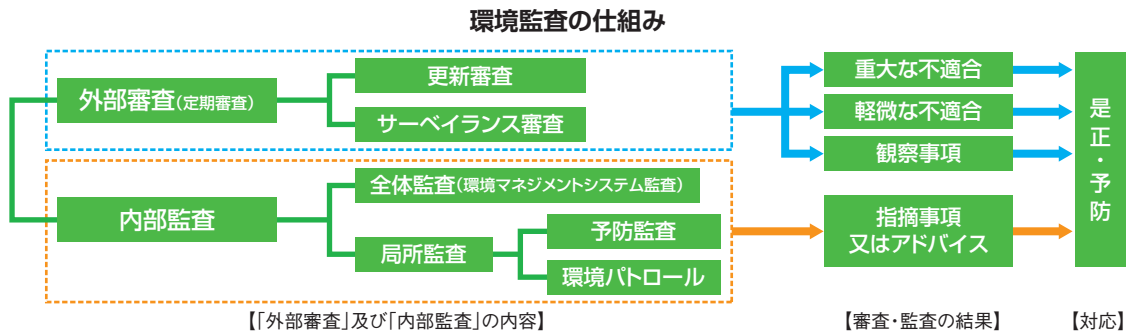 環境監査の仕組み
外部審査(定期審査)
更新審査
サーベイランス審査
重大な不適合
軽微な不適合
観察事項
内部監査
全体監査(環境マネジメントシステム監査)
局所監査
予防監査
環境パトロール
指摘事項
又はアドバイス
是正・予防
【「外部審査」及び「内部監査」の内容】
【審査・監査の結果】
【対応】